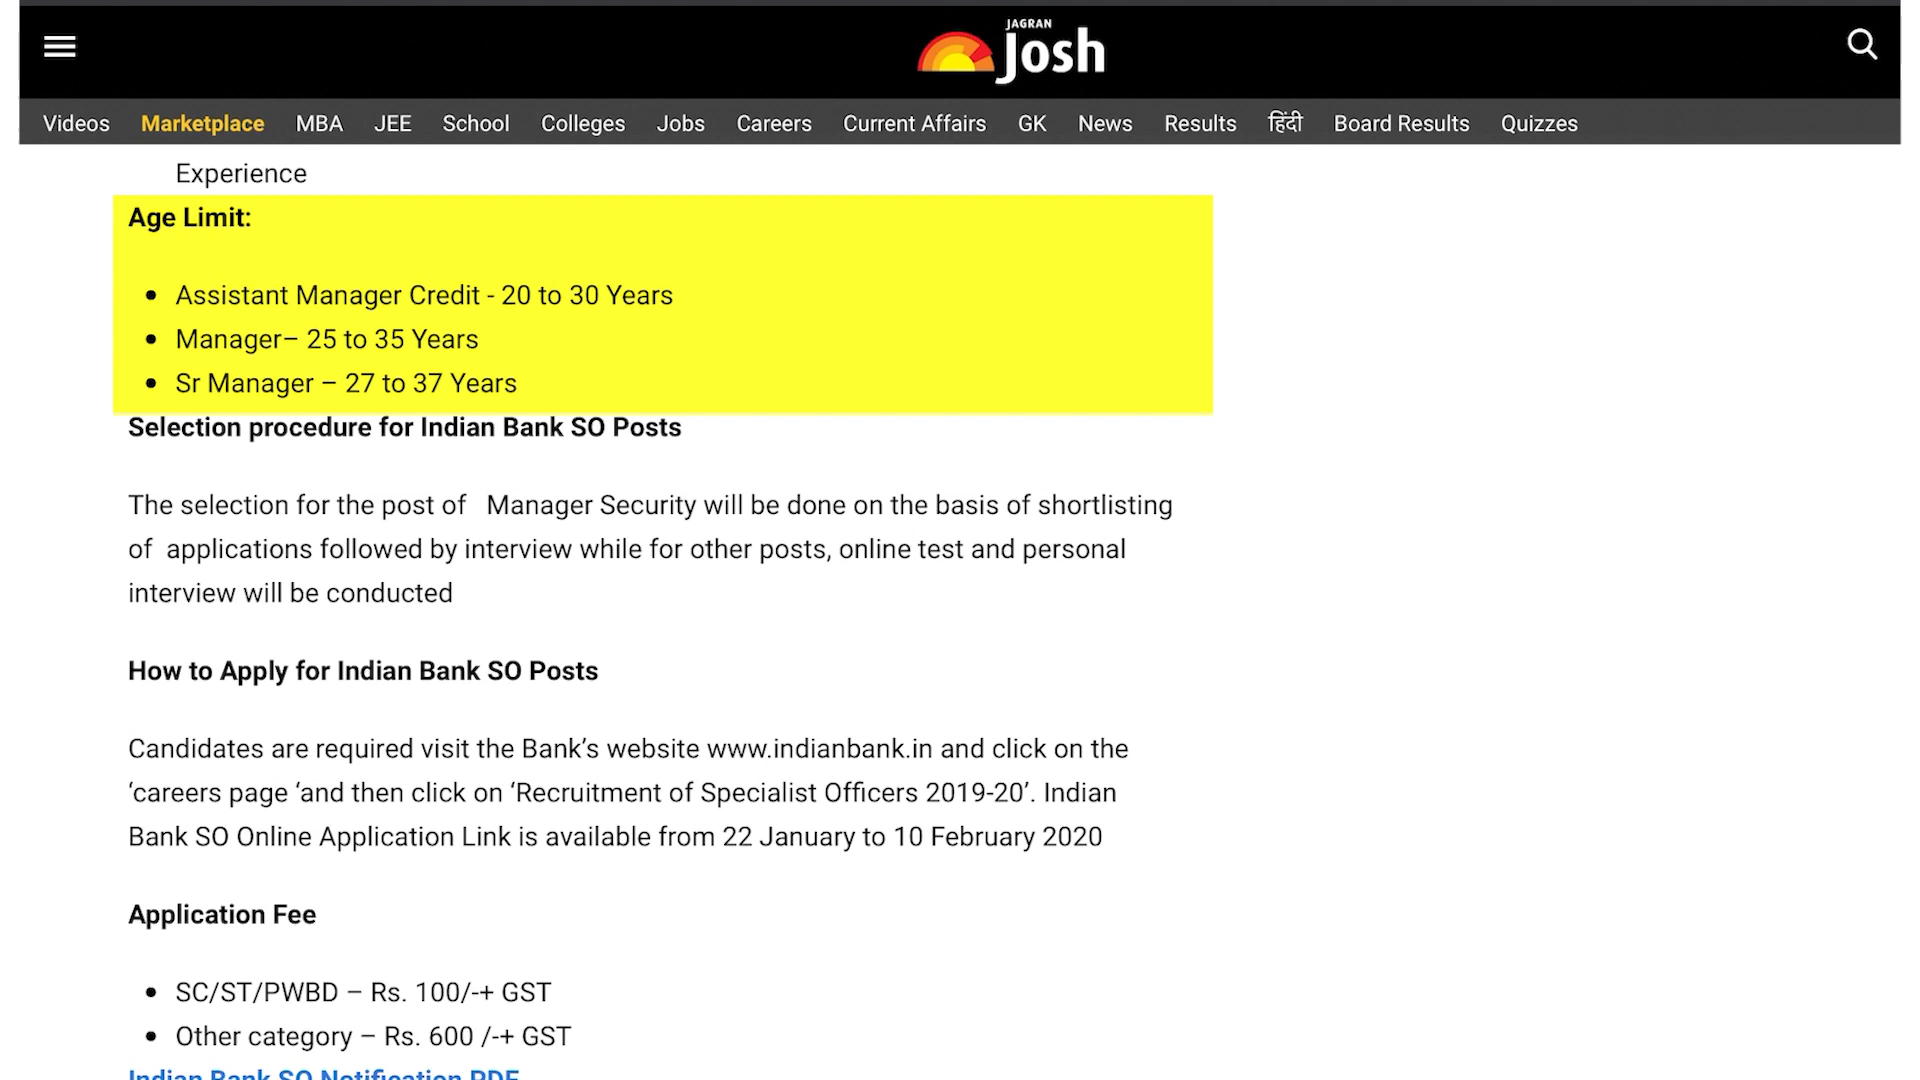 JAGRAN
Josh
Videos Marketplace MBA JEE School Colleges Jobs Careers Current Affairs GK News Results हिंदी Board Results Quizzes
Experience
Age Limit:
• Assistant Manager Credit - 20 to 30 Years
• Manager– 25 to 35 Years
• Sr Manager – 27 to 37 Years
Selection procedure for Indian Bank SO Posts
The selection for the post of   Manager Security will be done on the basis of shortlisting
of  applications followed by interview while for other posts, online test and personal
interview will be conducted
How to Apply for Indian Bank SO Posts
Candidates are required visit the Bank’s website www.indianbank.in and click on the
‘careers page ‘and then click on ‘Recruitment of Specialist Officers 2019-20’. Indian
Bank SO Online Application Link is available from 22 January to 10 February 2020
Application Fee
• SC/ST/PWBD – Rs. 100/-+ GST
• Other category – Rs. 600 /-+ GST
Indian Bank SO Notification PDF